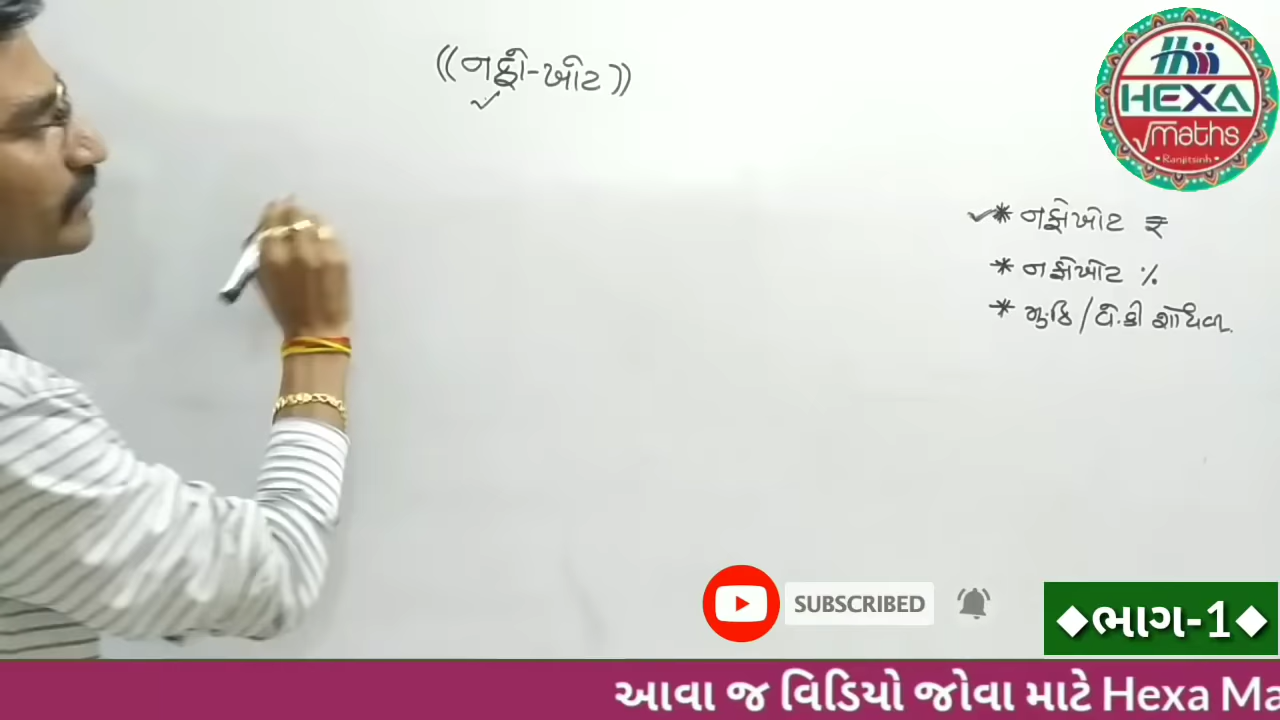 ((નફો-ખોટ))
HEXA
maths
Ranjitsinh
* નફોખોટ ₹
* નફોખોટ %
* મુ.કિં / વે.કિં શોધવી.
SUBSCRIBED
◆ભાગ-1◆
આવા જ વિડિયો જોવા માટે Hexa Ma